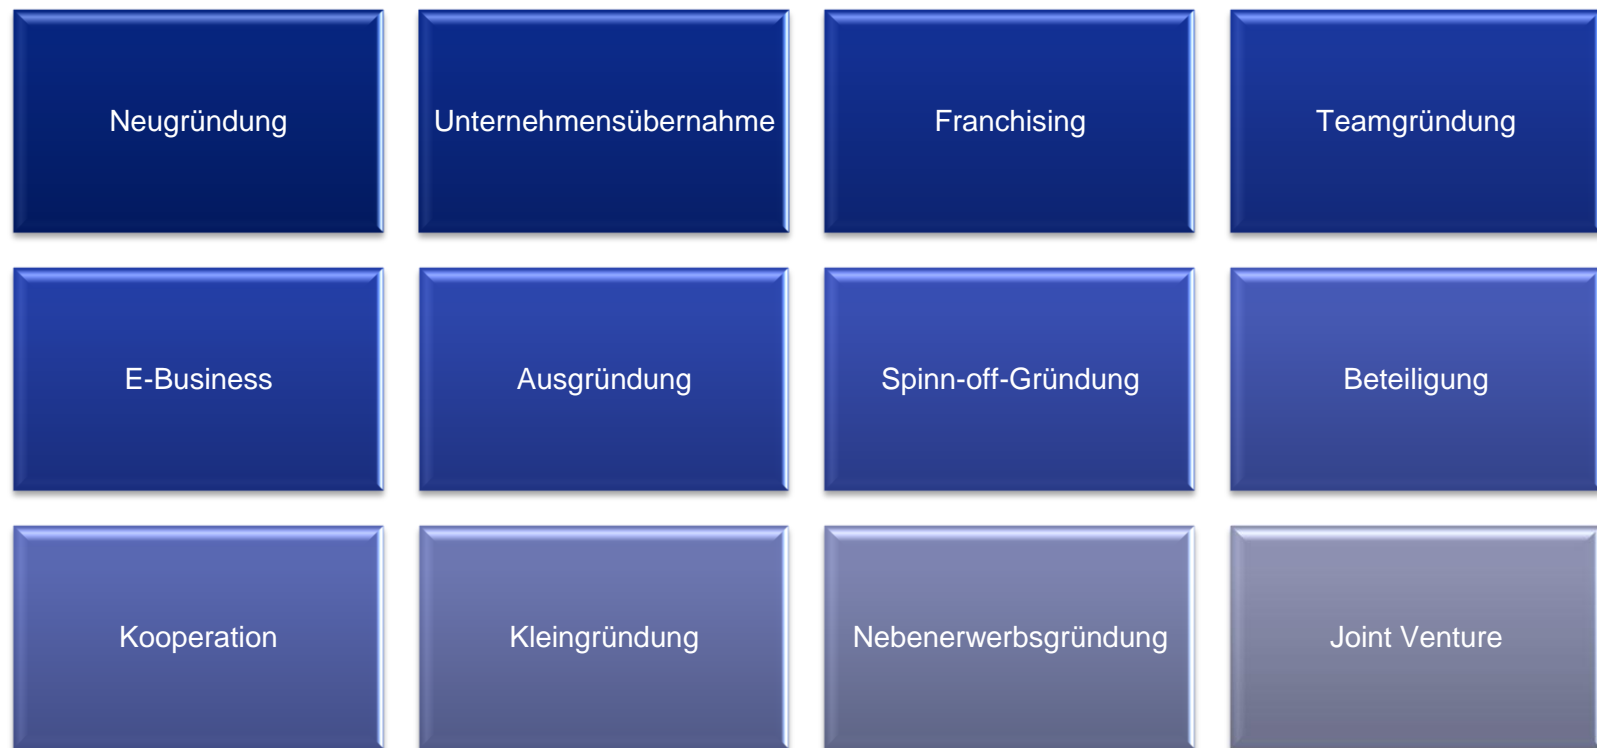 Neugründung
Unternehmensübernahme
Franchising
Teamgründung
E-Business
Ausgründung
Spinn-off-Gründung
Beteiligung
Kooperation
Kleingründung
Nebenerwerbsgründung
Joint Venture